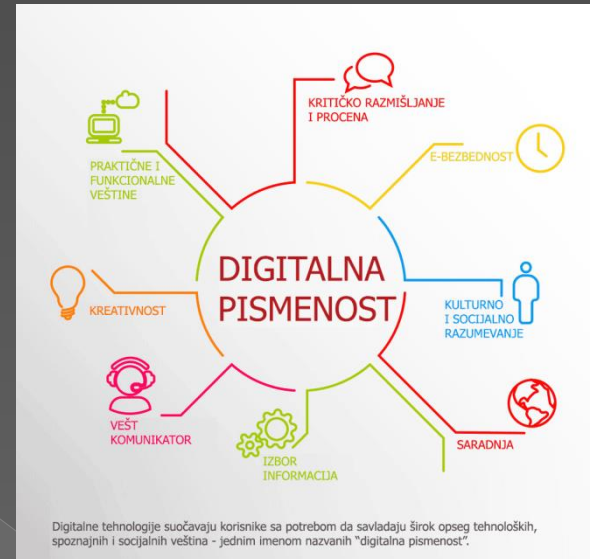 KRITIČKO RAZMIŠLJANJE
I PROCENA
E-BEZBEDNOST
PRAKTIČNE I
FUNKCIONALNE
VEŠTINE
DIGITALNA
PISMENOST
KREATIVNOST
KULTURNO
I SOCIJALNO
RAZUMEVANJE
VEŠT
KOMUNIKATOR
IZBOR
INFORMACIJA
SARADNJA
Digitalne tehnologije suočavaju korisnike sa potrebom da savladaju širok opseg tehnoloških,
spoznajnih i socijalnih veština - jednim imenom nazvanih "digitalna pismenost".